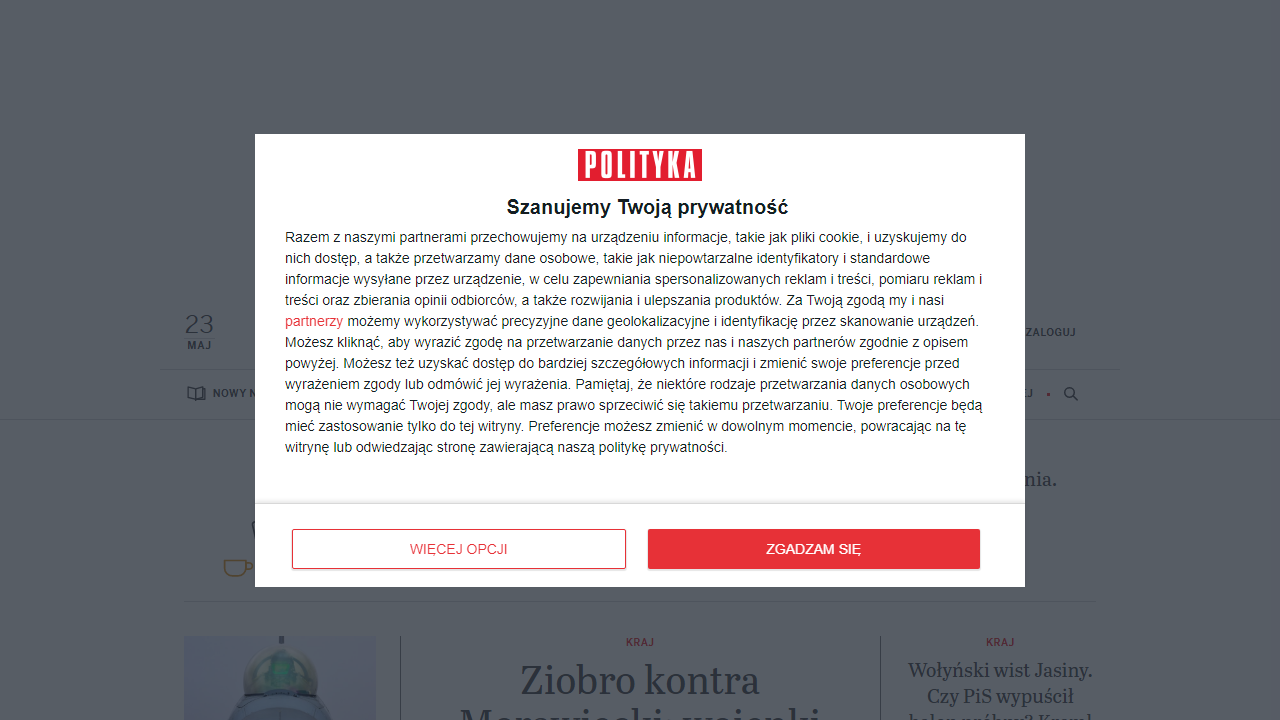 POLITYKA
Szanujemy Twoją prywatność
Razem z naszymi partnerami przechowujemy na urządzeniu informacje, takie jak pliki cookie, i uzyskujemy do
nich dostęp, a także przetwarzamy dane osobowe, takie jak niepowtarzalne identyfikatory i standardowe
informacje wysyłane przez urządzenie, w celu zapewniania spersonalizowanych reklam i treści, pomiaru reklam i
treści oraz zbierania opinii odbiorców, a także rozwijania i ulepszania produktów. Za Twoją zgodą my i nasi
partnerzy możemy wykorzystywać precyzyjne dane geolokalizacyjne i identyfikację przez skanowanie urządzeń.
Możesz kliknąć, aby wyrazić zgodę na przetwarzanie danych przez nas i naszych partnerów zgodnie z opisem
powyżej. Możesz też uzyskać dostęp do bardziej szczegółowych informacji i zmienić swoje preferencje przed
wyrażeniem zgody lub odmówić jej wyrażenia. Pamiętaj, że niektóre rodzaje przetwarzania danych osobowych
mogą nie wymagać Twojej zgody, ale masz prawo sprzeciwić się takiemu przetwarzaniu. Twoje preferencje będą
mieć zastosowanie tylko do tej witryny. Preferencje możesz zmienić w dowolnym momencie, powracając na tę
witrynę lub odwiedzając stronę zawierającą naszą politykę prywatności.
WIĘCEJ OPCJI
ZGADZAM SIĘ
23
MAJ
ZALOGUJ
NOWY
KRAJ
Ziobro kontra
KRAJ
Wołyński wist Jasiny.
Czy PiS wypuścił